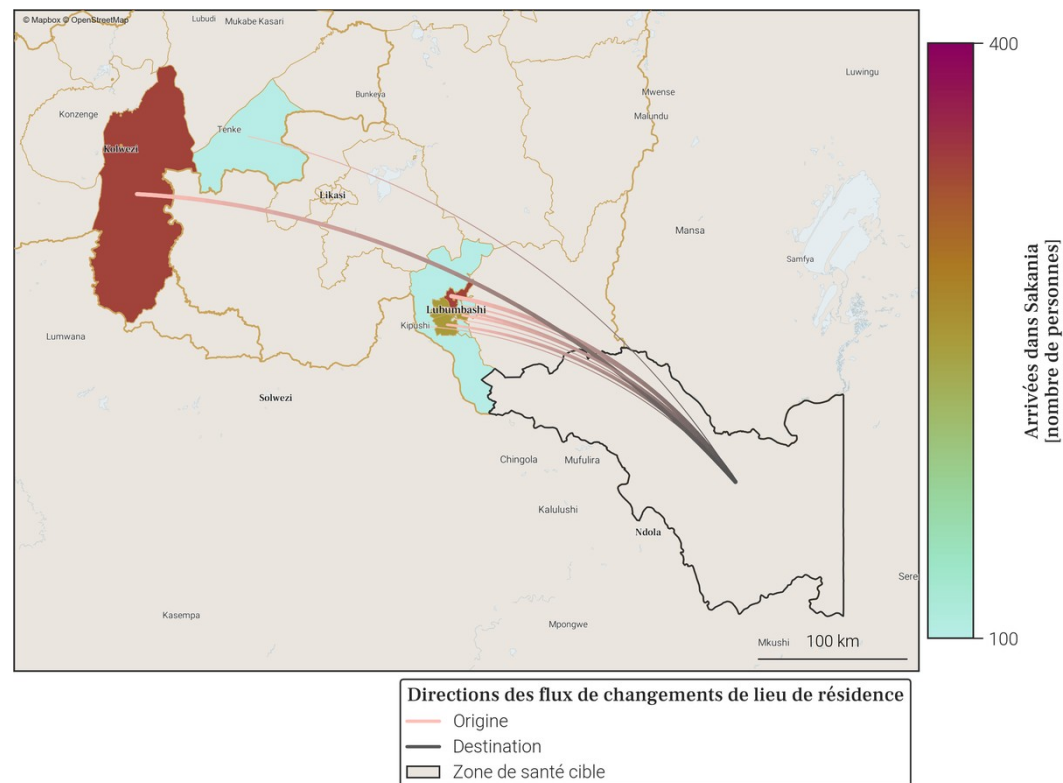 © Mapbox © OpenStreetMap
Lubudi
Mukabe Kasari
Luwingu
Konzenge
Bunkeya
Mwense
Malundu
Tenke
Kolwezi
Likasi
Mansa
Samfya
Lubumbashi
Kipushi
Lumwana
Solwezi
Chingola
Mufulira
Kalulushi
Ndola
Sere
Kasempa
Mpongwe
Mkushi
100 km
400
100
Arrivées dans Sakania
[nombre de personnes]
Directions des flux de changements de lieu de résidence
Origine
Destination
Zone de santé cible